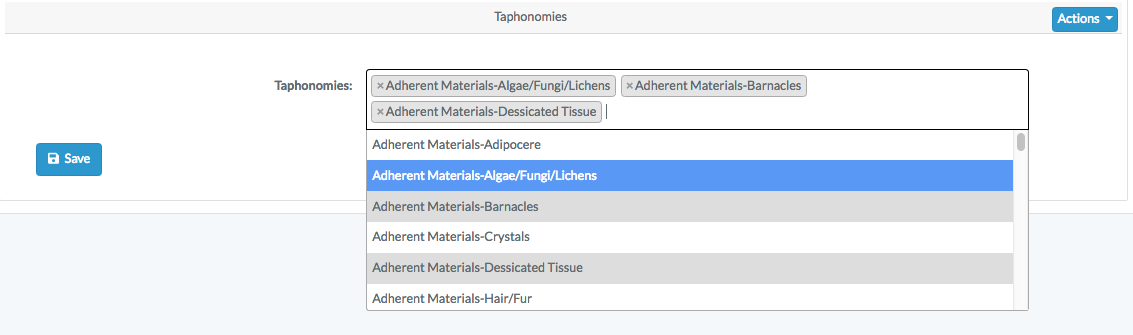 Taphonomies
Actions
Taphonomies:
×Adherent Materials-Algae/Fungi/Lichens ×Adherent Materials-Barnacles
×Adherent Materials-Dessicated Tissue
Adherent Materials-Adipocere
Save
Adherent Materials-Algae/Fungi/Lichens
Adherent Materials-Barnacles
Adherent Materials-Crystals
Adherent Materials-Dessicated Tissue
Adherent Materials-Hair/Fur